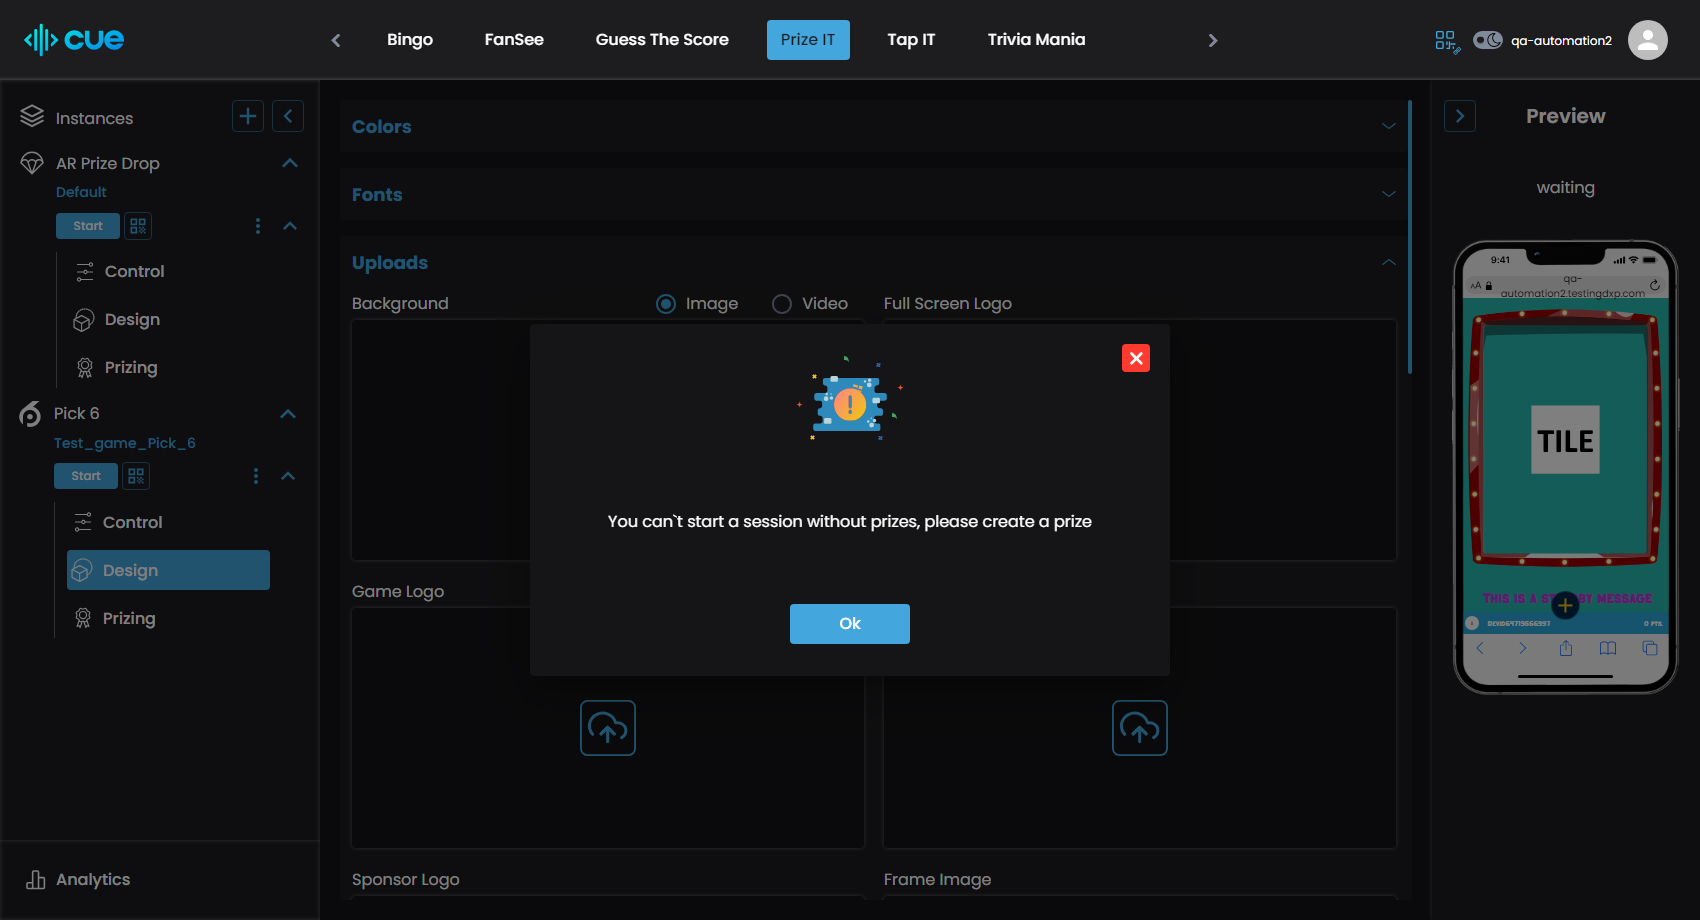 cue
Bingo
FanSee
Guess The Score
Prize IT
Tap IT
Trivia Mania
qa-automation2
Instances
AR Prize Drop
Default
Start
Control
Design
Prizing
Pick 6
Test_game_Pick_6
Start
Control
Design
Prizing
Analytics
Colors
Fonts
Uploads
Background
Image
Video
Full Screen Logo
You can`t start a session without prizes, please create a prize
Ok
Game Logo
Sponsor Logo
Frame Image
Preview
waiting
9:41
AA
qa-
automation2.testingdxp.com
TILE
THIS IS A ST BY MESSAGE
0 PTS.